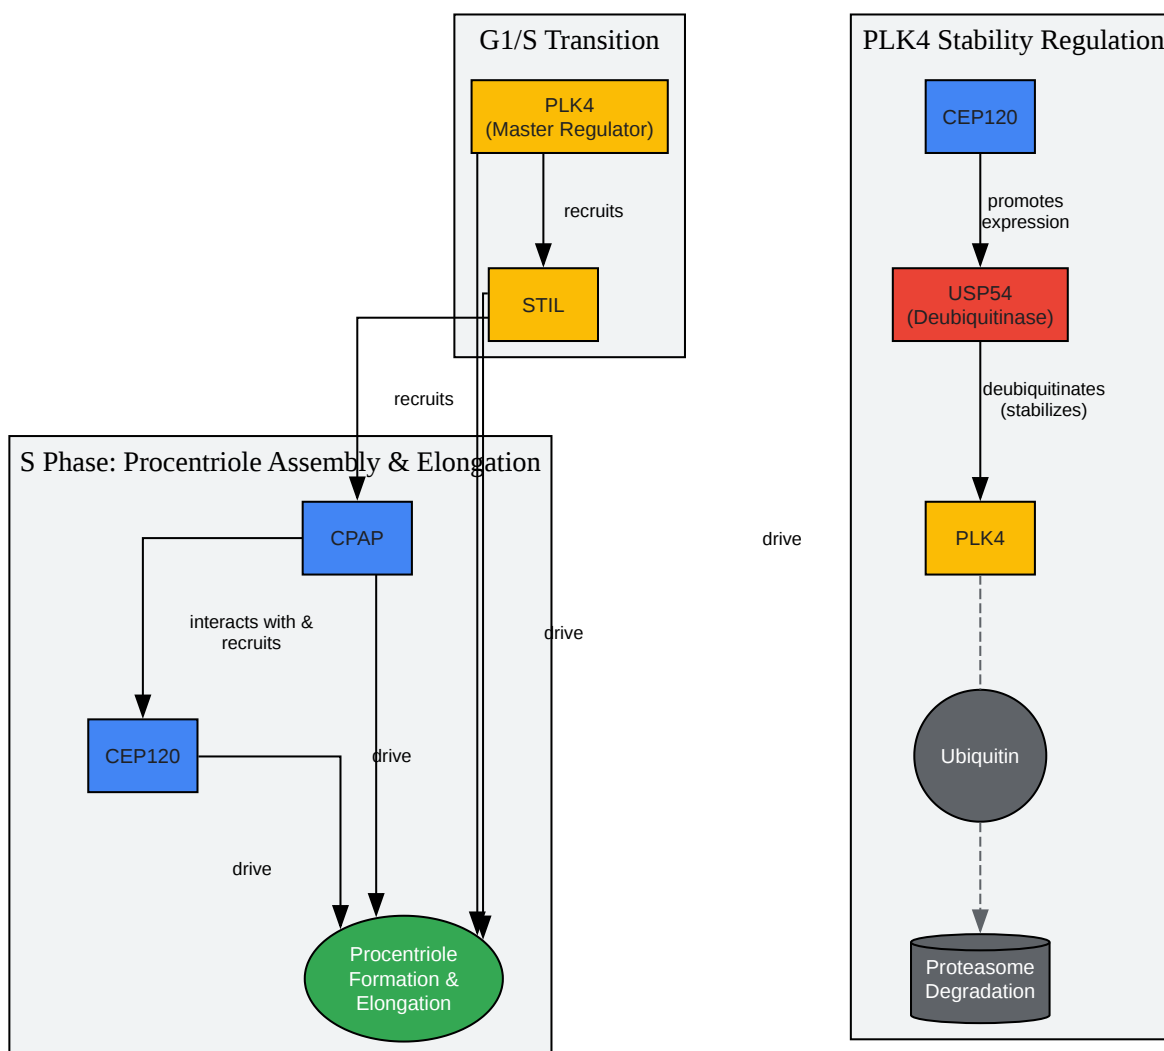 G1/S Transition
PLK4
(Master Regulator)
recruits
STIL
recruits
S Phase: Procentriole Assembly & Elongation
CPAP
drive
interacts with &
recruits
drive
CEP120
drive
drive
Procentriole
Formation &
Elongation
PLK4 Stability Regulation
CEP120
promotes
expression
USP54
(Deubiquitinase)
deubiquitinates
(stabilizes)
PLK4
Ubiquitin
Proteasome
Degradation